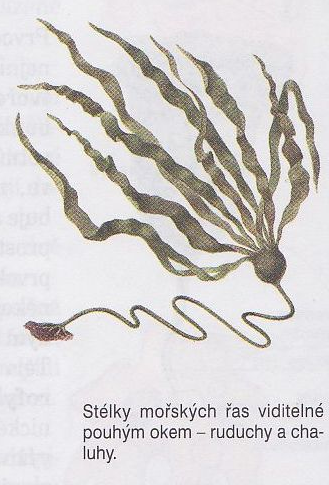 Stélky mořských řas viditelné
pouhým okem – ruduchy a cha-
luhy.